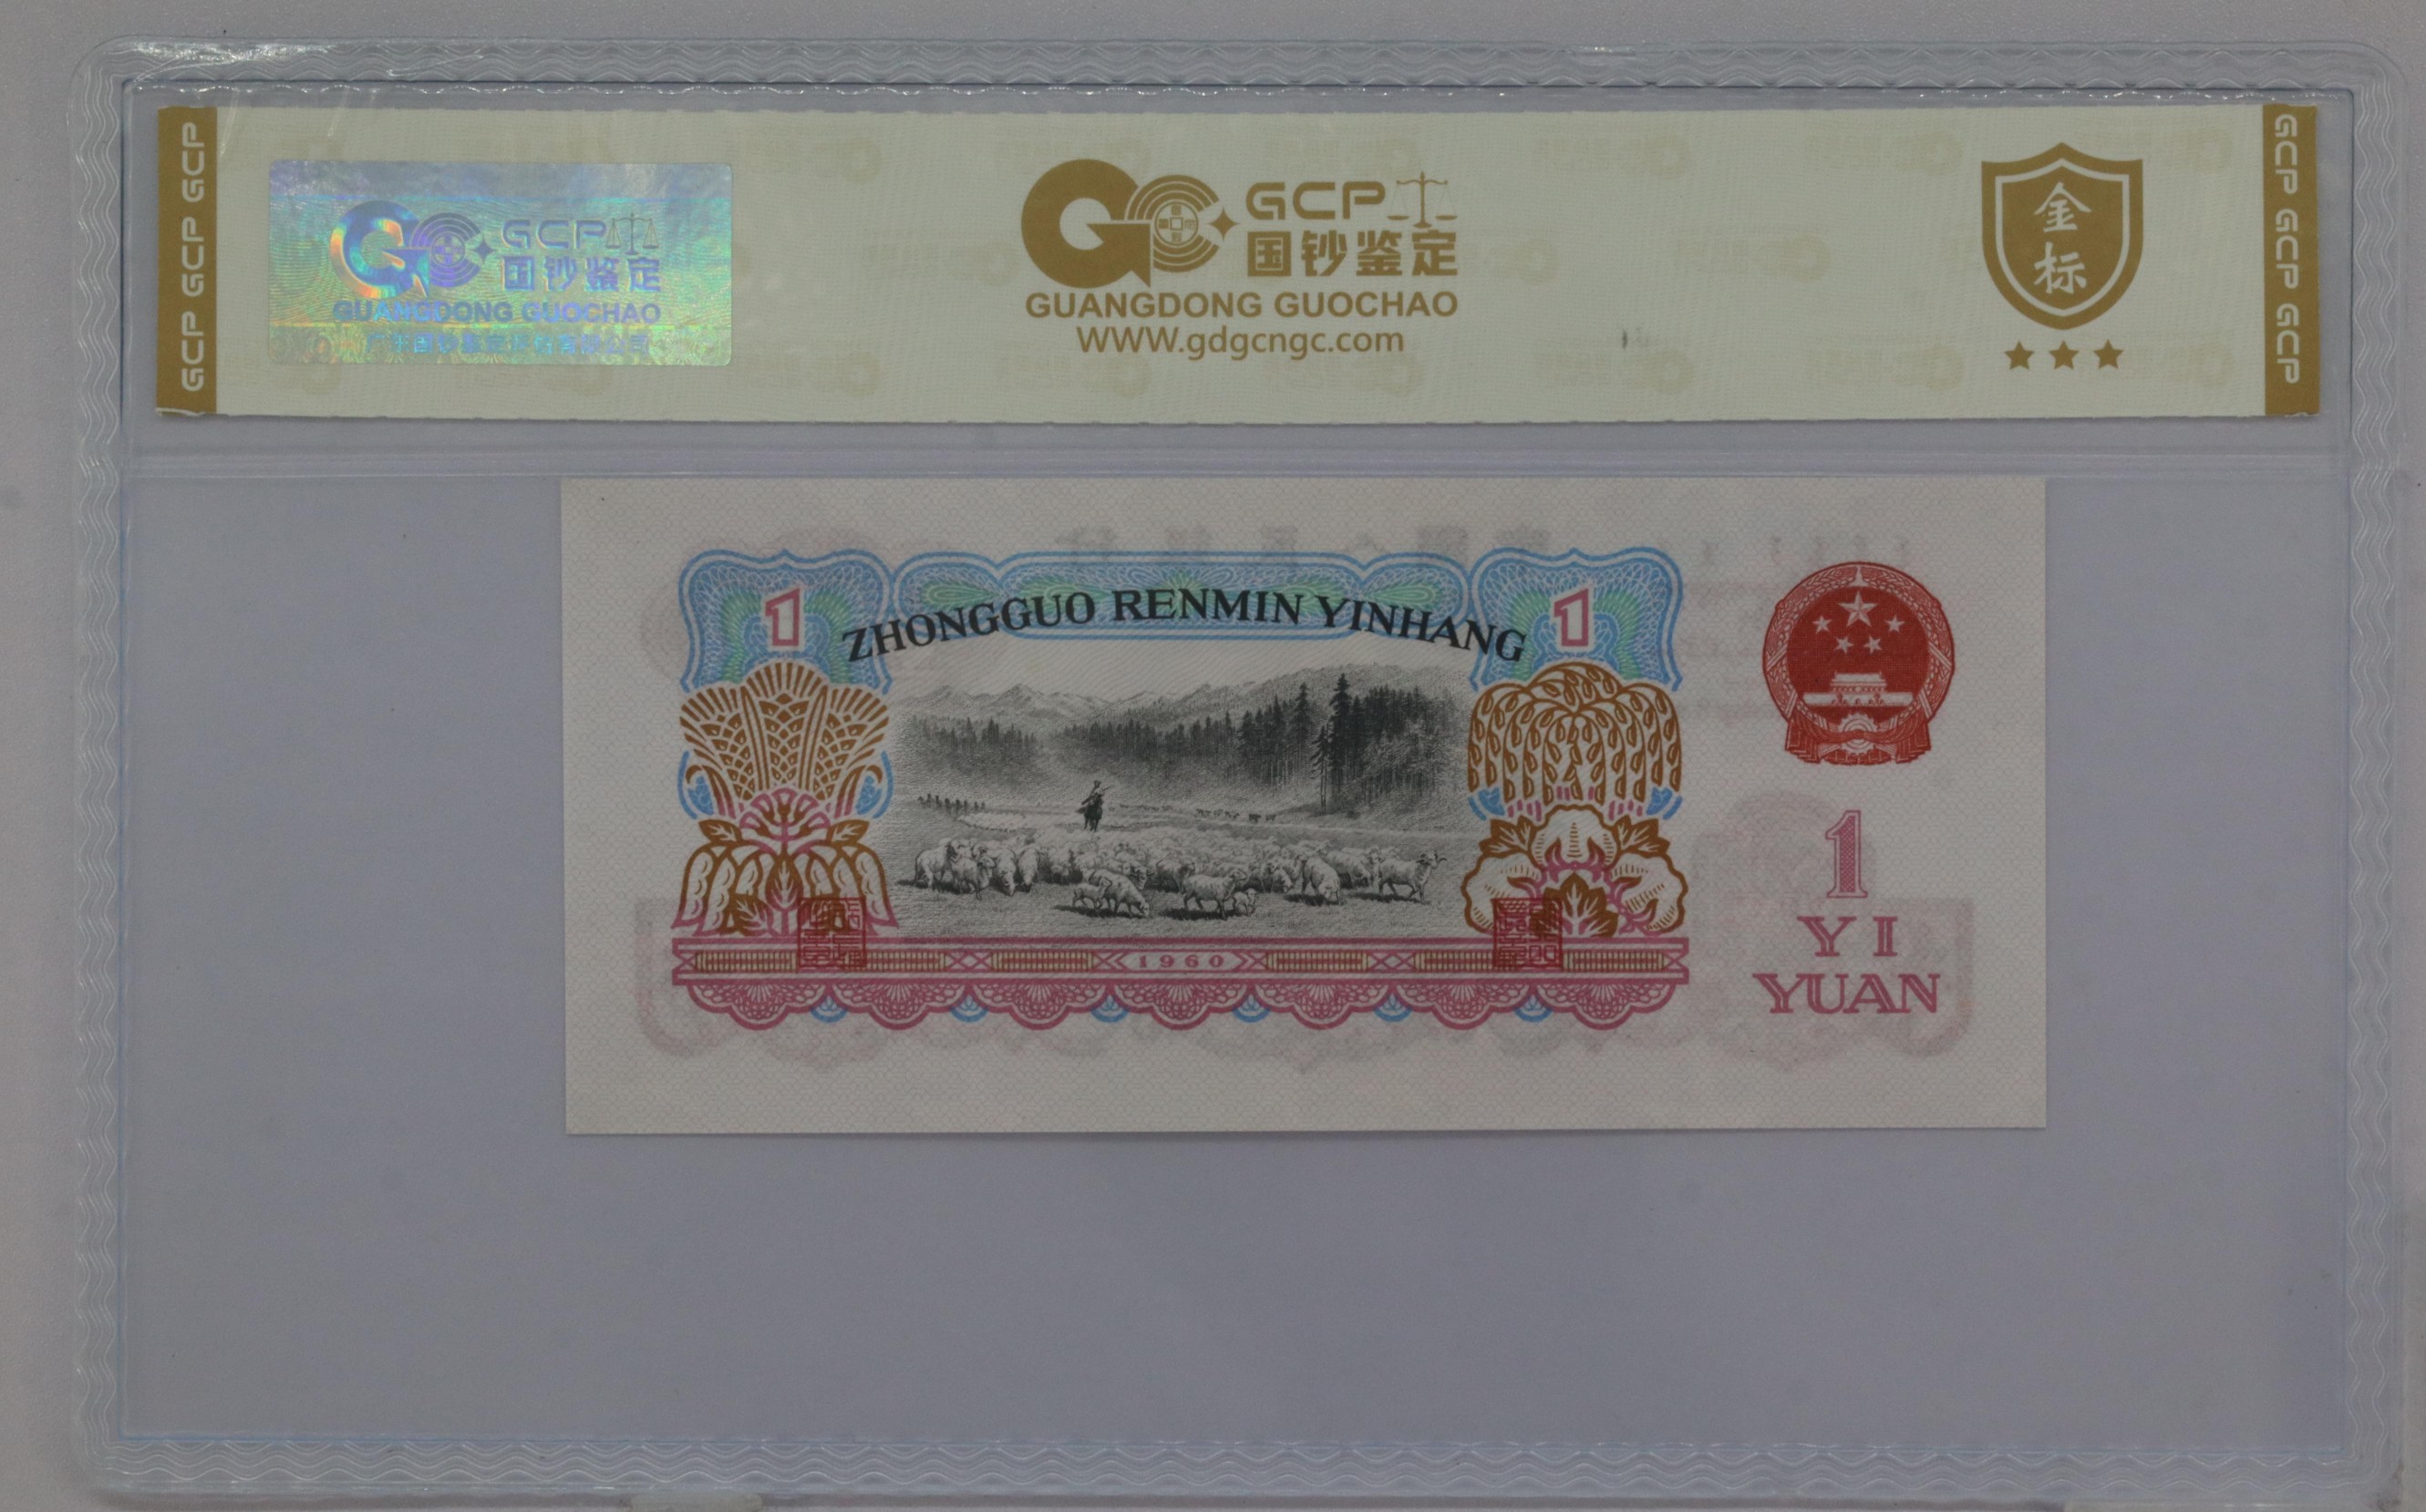 GCP GCP GCP
GCP
国钞鉴定
GUANGDONG GUOCHAO
GCP
国钞鉴定
GUANGDONG GUOCHAO
WWW.gdgcngc.com
金
标
GCP GCP GCP
ZHONGGUO RENMIN YINHANG
1
1
1960
1
YI
YUAN